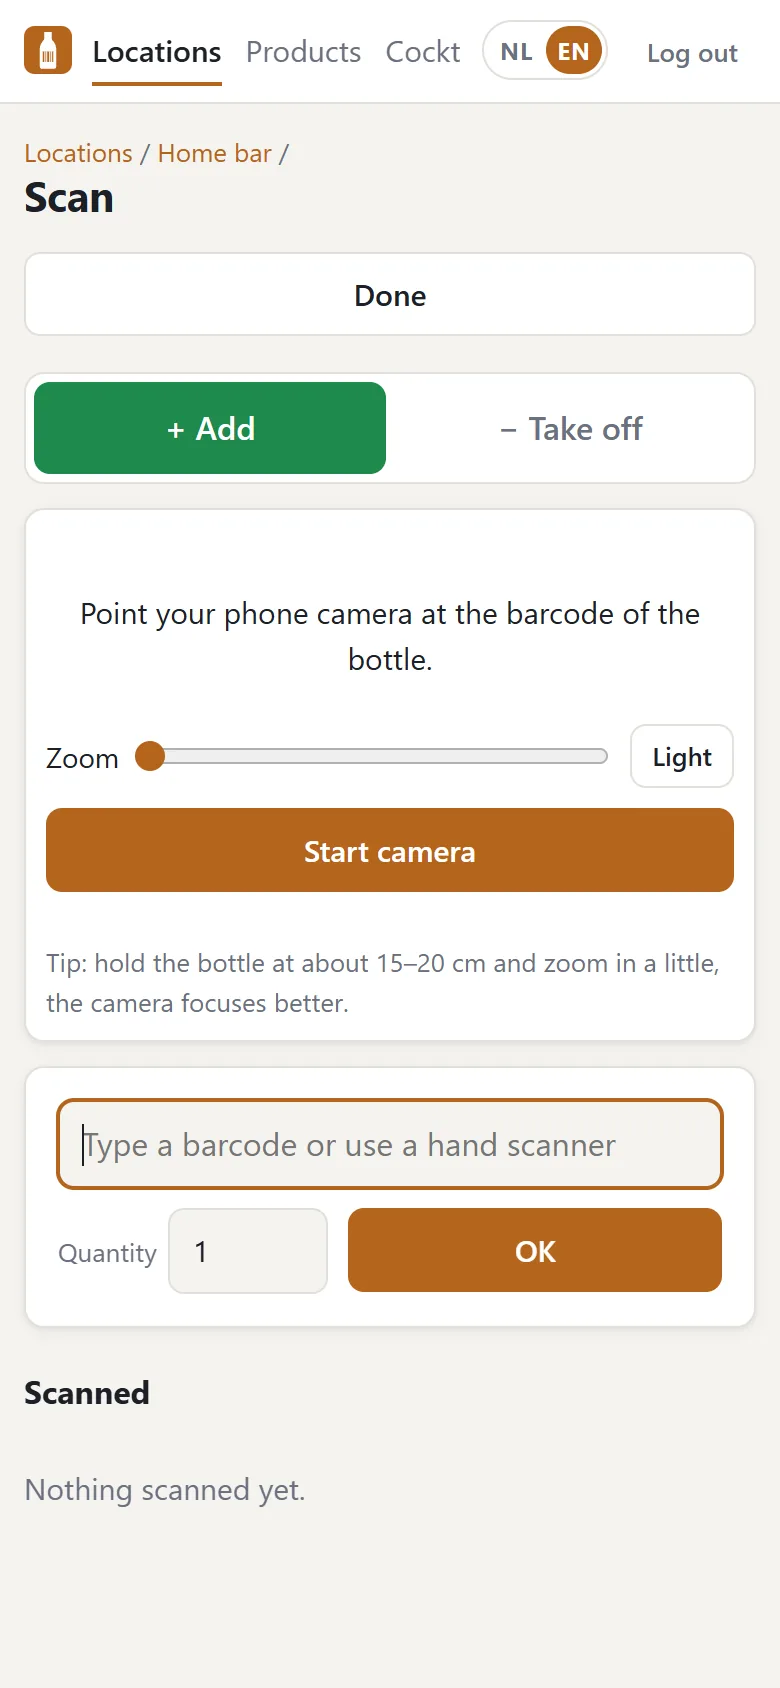 Locations Products Cockt NL EN Log out
Locations / Home bar /
Scan
Done
+ Add − Take off
Point your phone camera at the barcode of the
bottle.
Zoom Light
Start camera
Tip: hold the bottle at about 15–20 cm and zoom in a little,
the camera focuses better.
Type a barcode or use a hand scanner
Quantity 1 OK
Scanned
Nothing scanned yet.